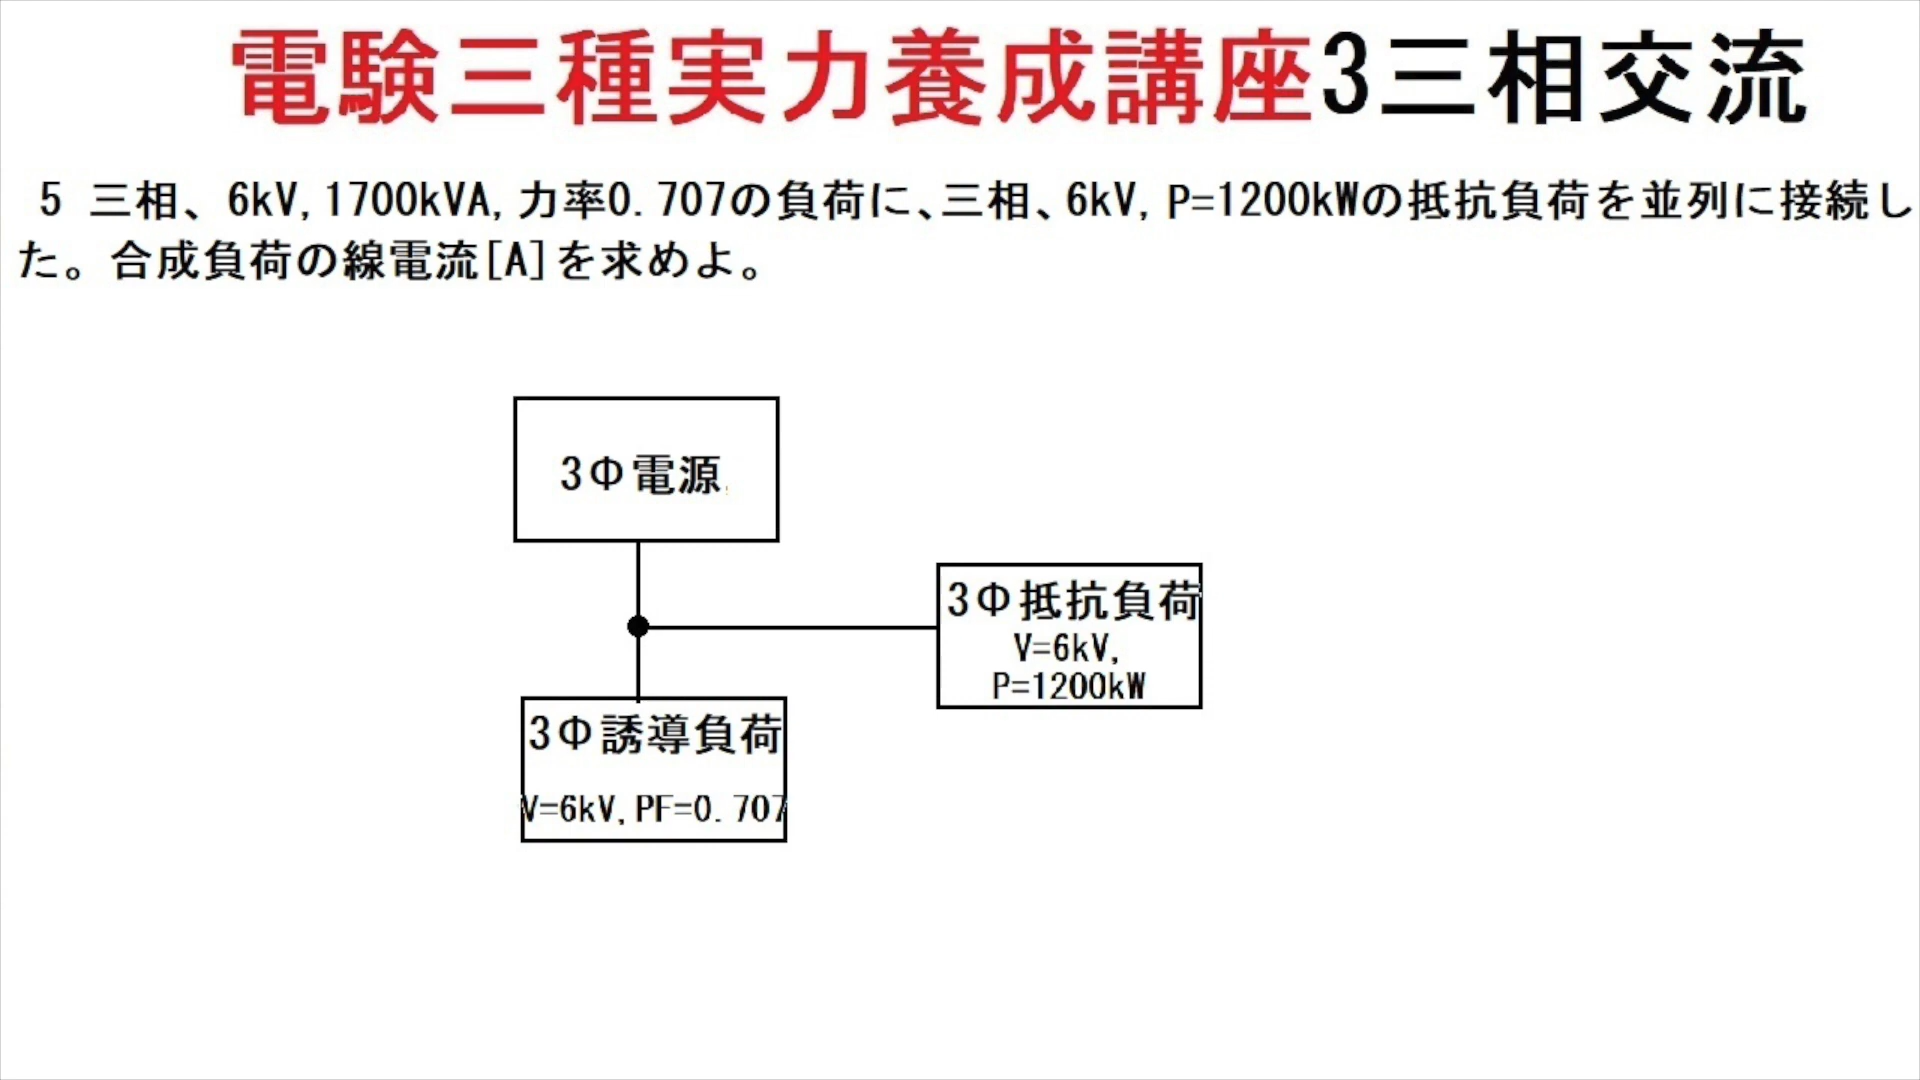 電験三種実力養成講座3三相交流
5 三相、6kV,1700kVA,力率0.707の負荷に、三相、6kV, P=1200kWの抵抗負荷を並列に接続し
た。合成負荷の線電流[A]を求めよ。
3Φ電源
3Φ抵抗負荷
V=6kV,
P=1200kW
3Φ誘導負荷
V=6kV,PF=0.707